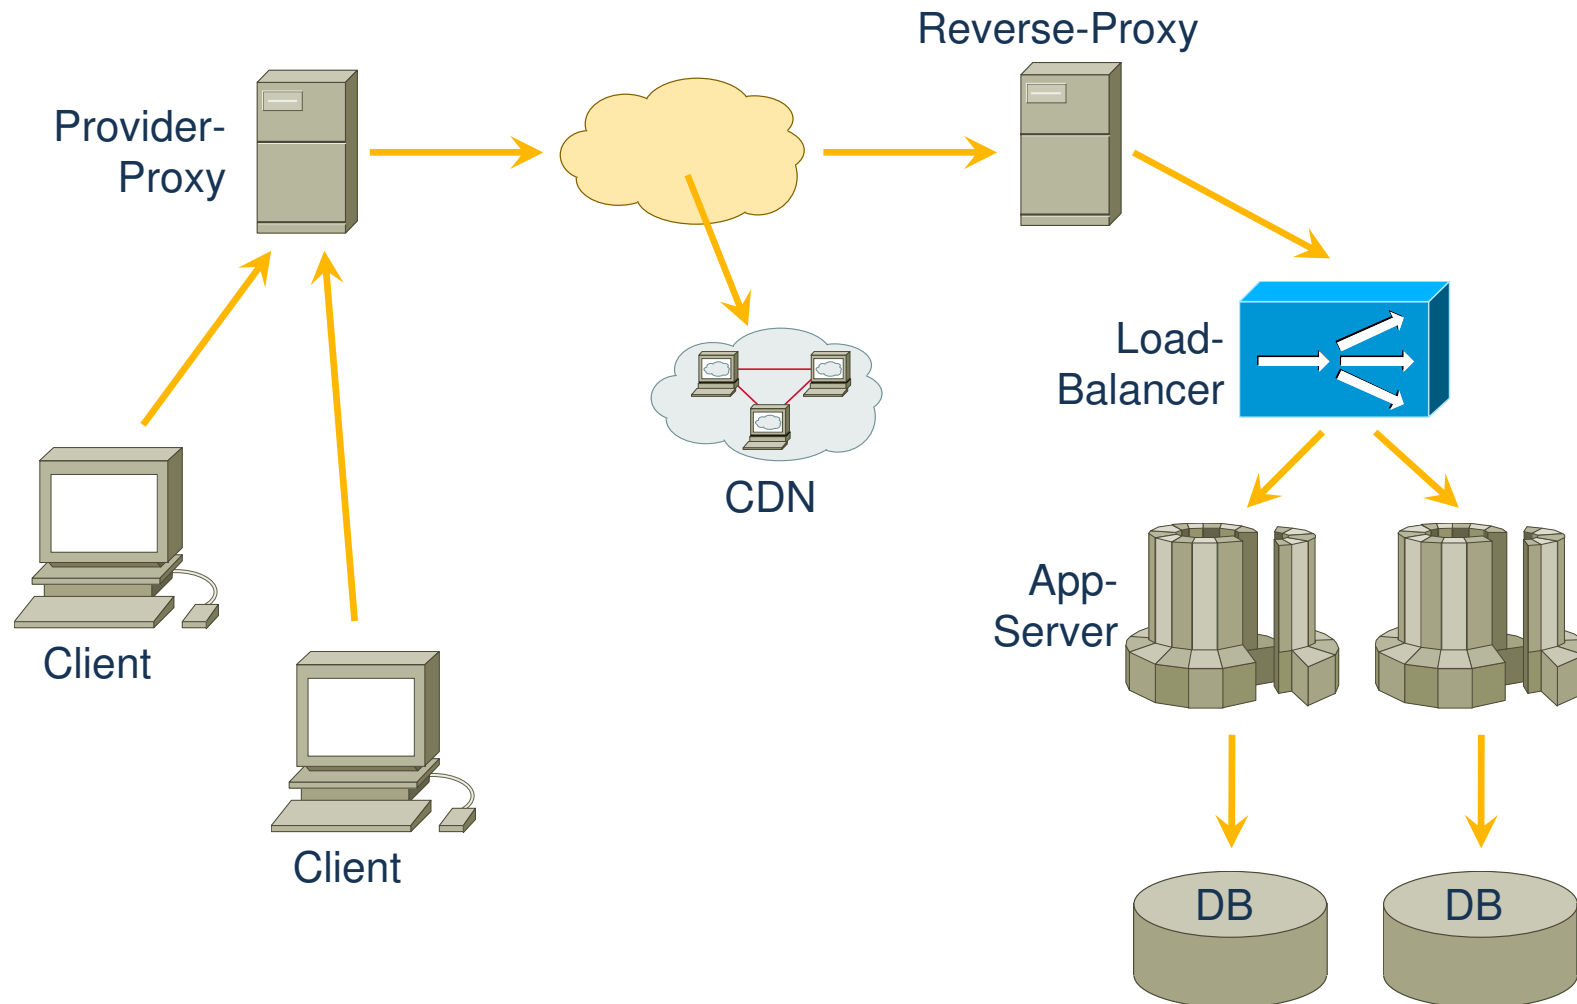 Reverse-Proxy
Provider-
Proxy
Load-
Balancer
CDN
App-
Server
Client
Client
DB
DB